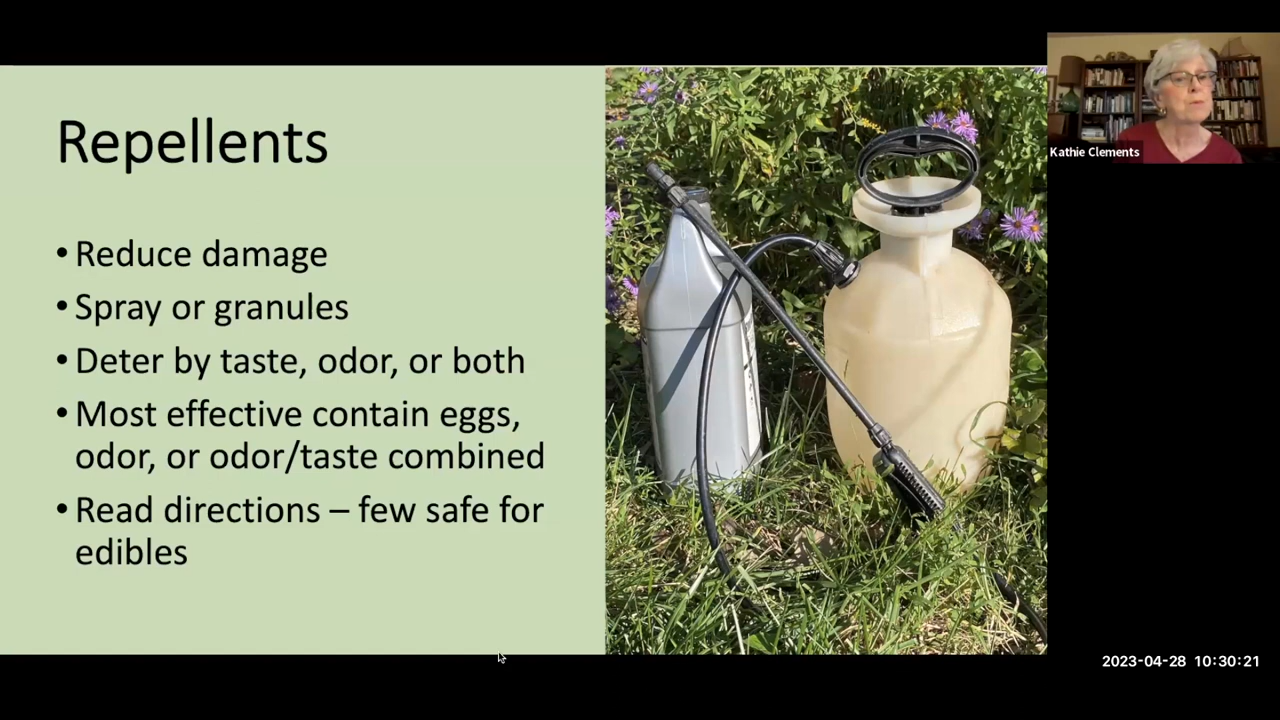 Repellents
• Reduce damage
• Spray or granules
• Deter by taste, odor, or both
• Most effective contain eggs,
odor, or odor/taste combined
• Read directions – few safe for
edibles
Kathie Clements
2023-04-28 10:30:21